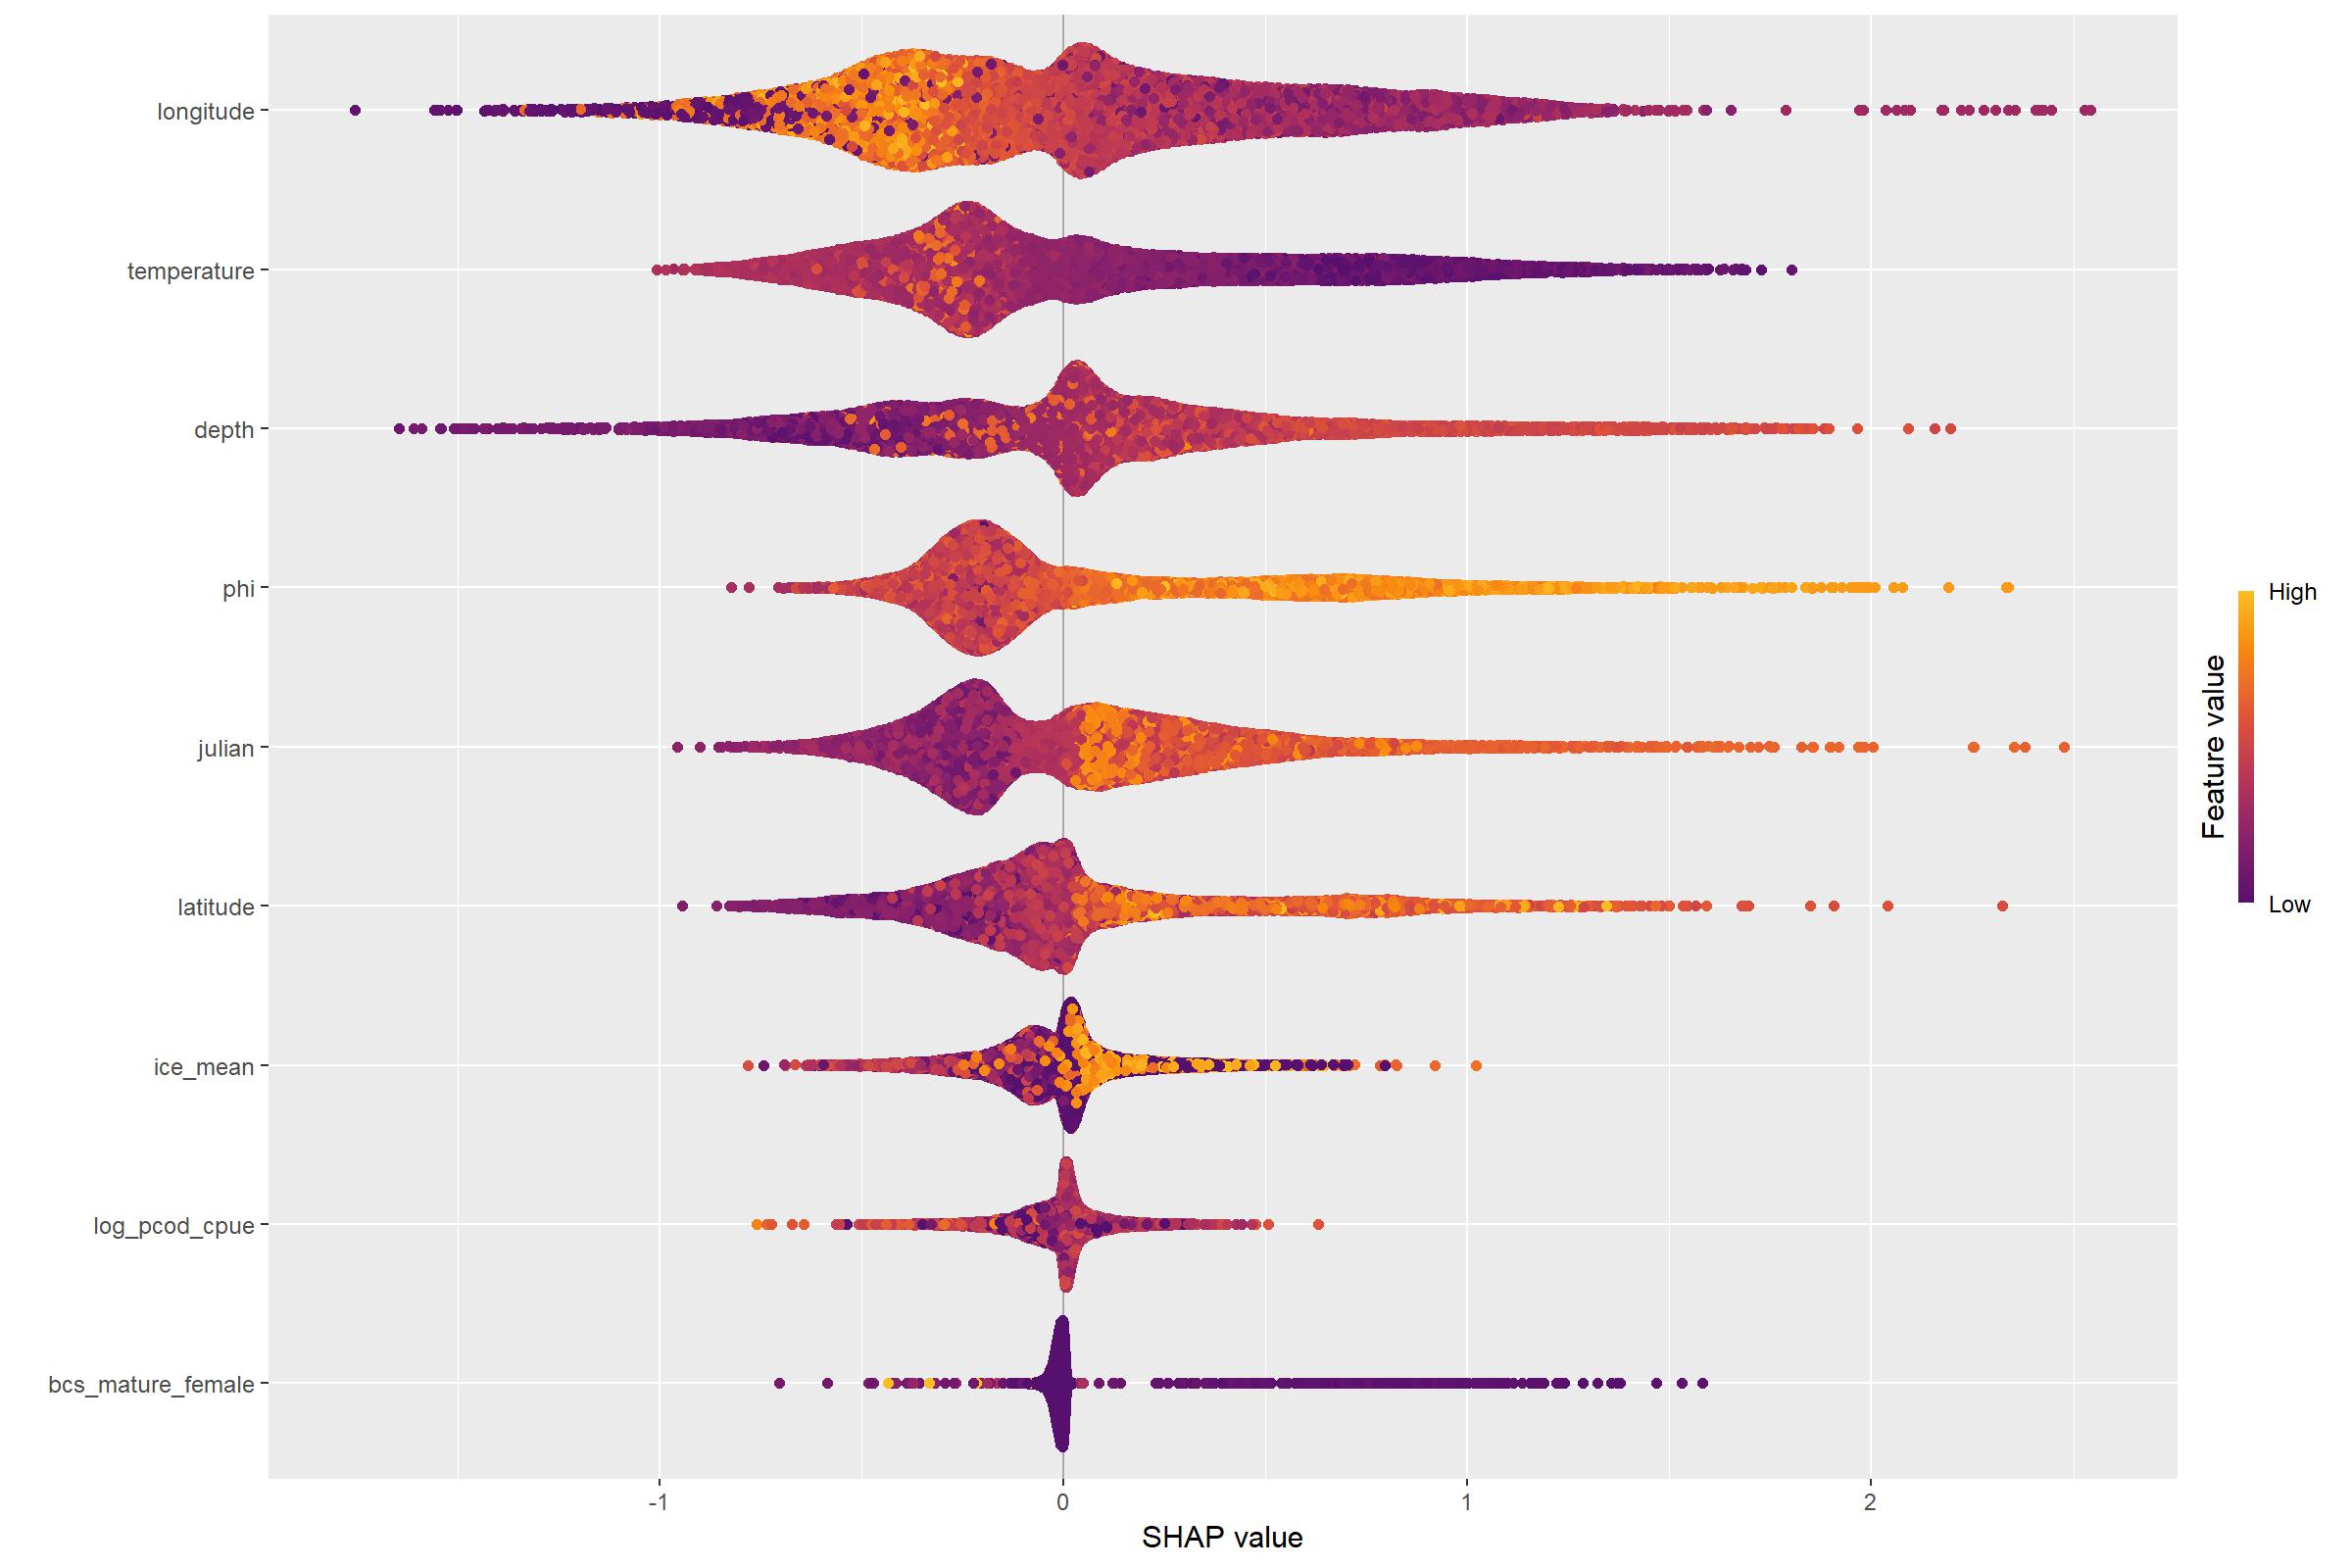 longitude
temperature
depth
phi
julian
latitude
ice_mean
log_pcod_cpue
bcs_mature_female
-1
0
1
2
SHAP value
Feature value
High
Low